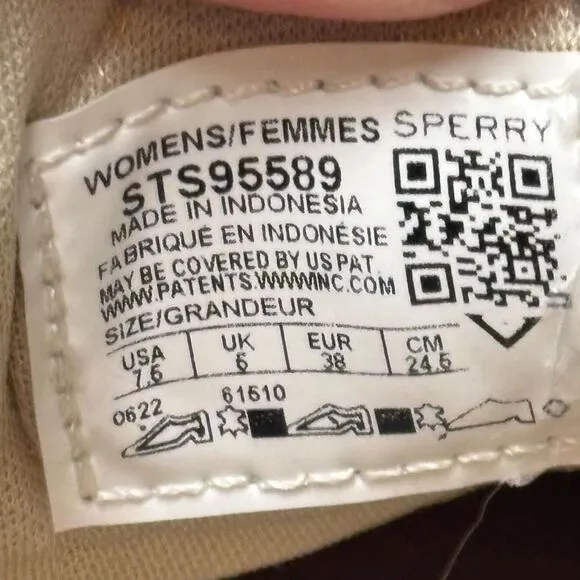 WOMENS/FEMMES SPERRY
STS95589
MADE IN INDONESIA
FABRIQUÉ EN INDONÉSIE
MAY BE COVERED BY US PAT.
WWW.PATENTS.WWWINC.COM
SIZE/GRANDEUR
USA UK EUR CM
7.5 5 38 24.5
0622 61610